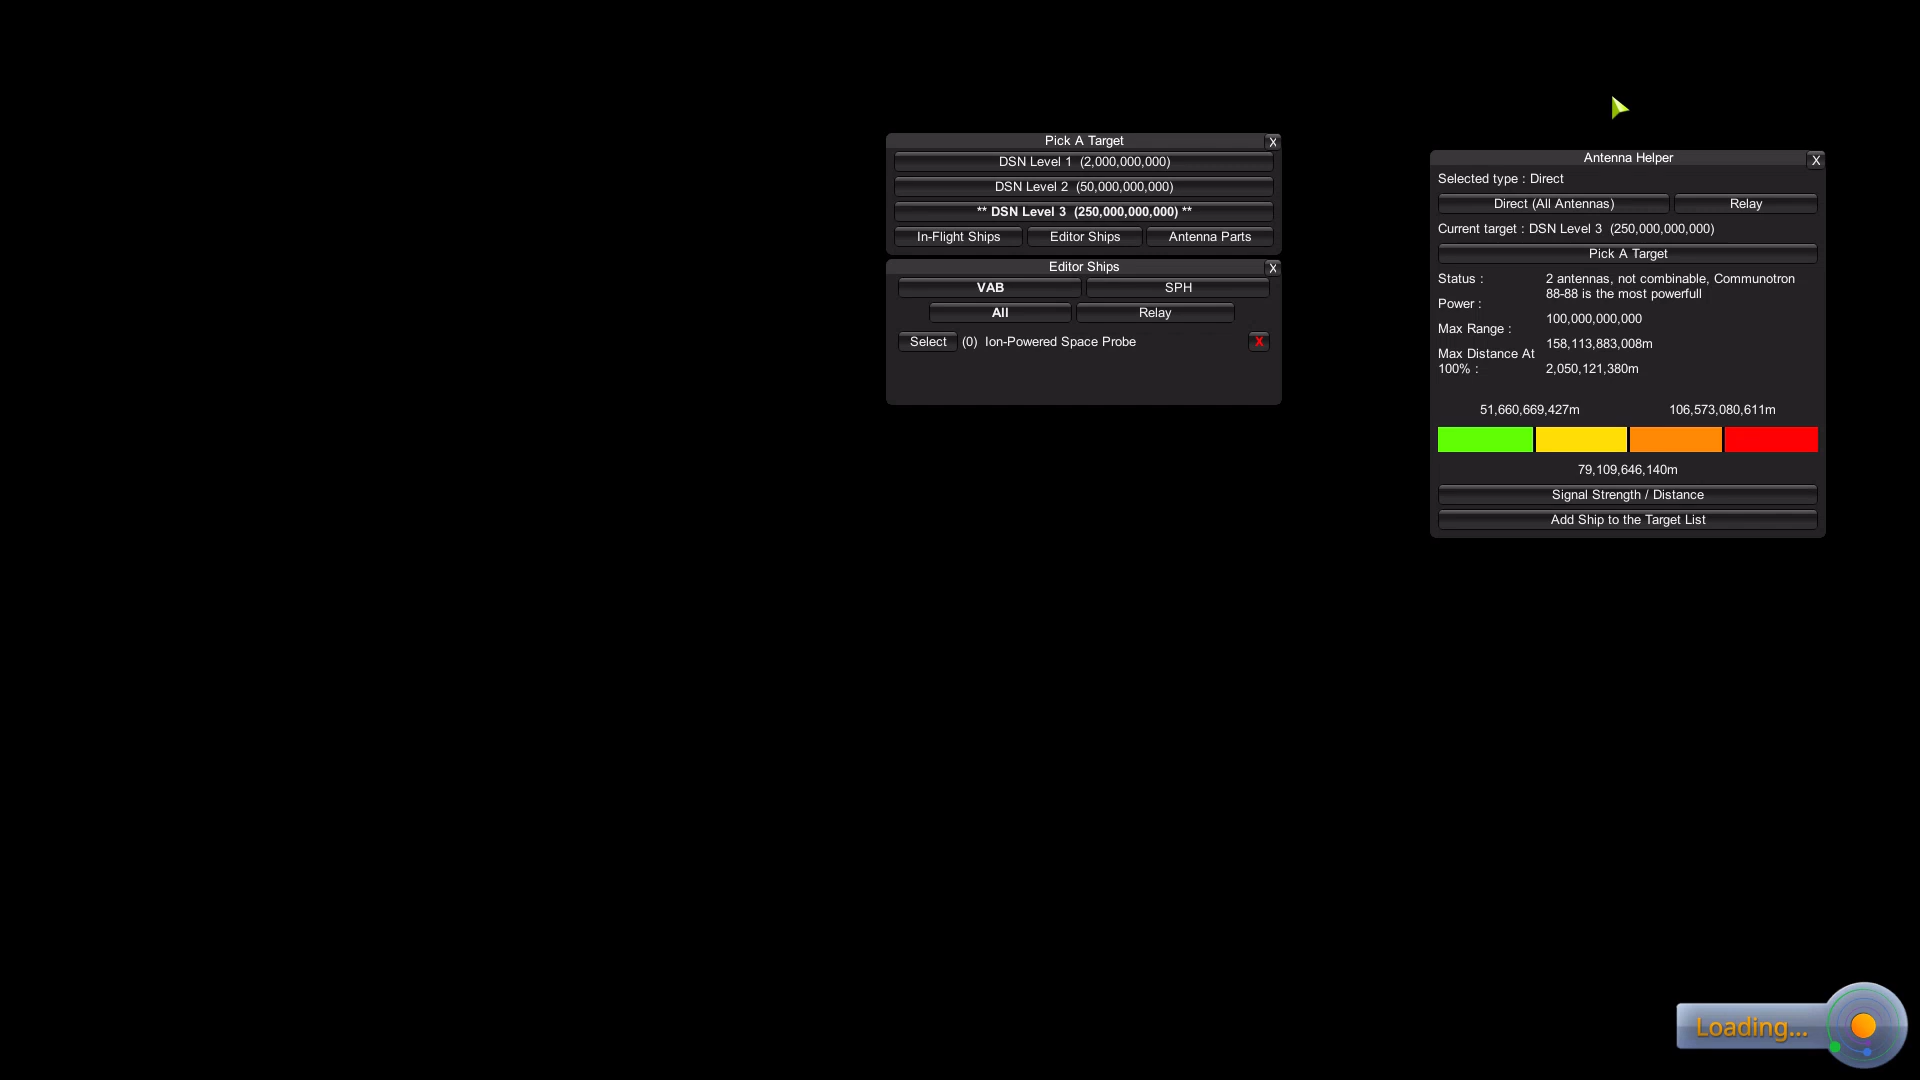 Pick A Target
X
DSN Level 1 (2,000,000,000)
DSN Level 2 (50,000,000,000)
** DSN Level 3 (250,000,000,000) **
In-Flight Ships Editor Ships Antenna Parts
Editor Ships
X
VAB SPH
All Relay
Select (0) Ion-Powered Space Probe X
Antenna Helper
X
Selected type : Direct
Direct (All Antennas) Relay
Current target : DSN Level 3 (250,000,000,000)
Pick A Target
Status : 2 antennas, not combinable, Communotron
88-88 is the most powerfull
Power :
100,000,000,000
Max Range :
158,113,883,008m
Max Distance At
100% : 2,050,121,380m
51,660,669,427m 106,573,080,611m
79,109,646,140m
Signal Strength / Distance
Add Ship to the Target List
Loading...